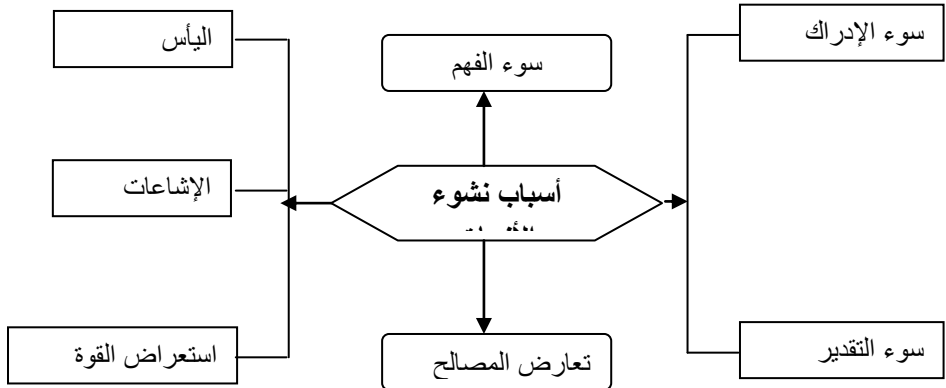 سوء الإدراك
سوء الفهم
اليأس
أسباب نشوء
الإشاعات
سوء التقدير
تعارض المصالح
استعراض القوة